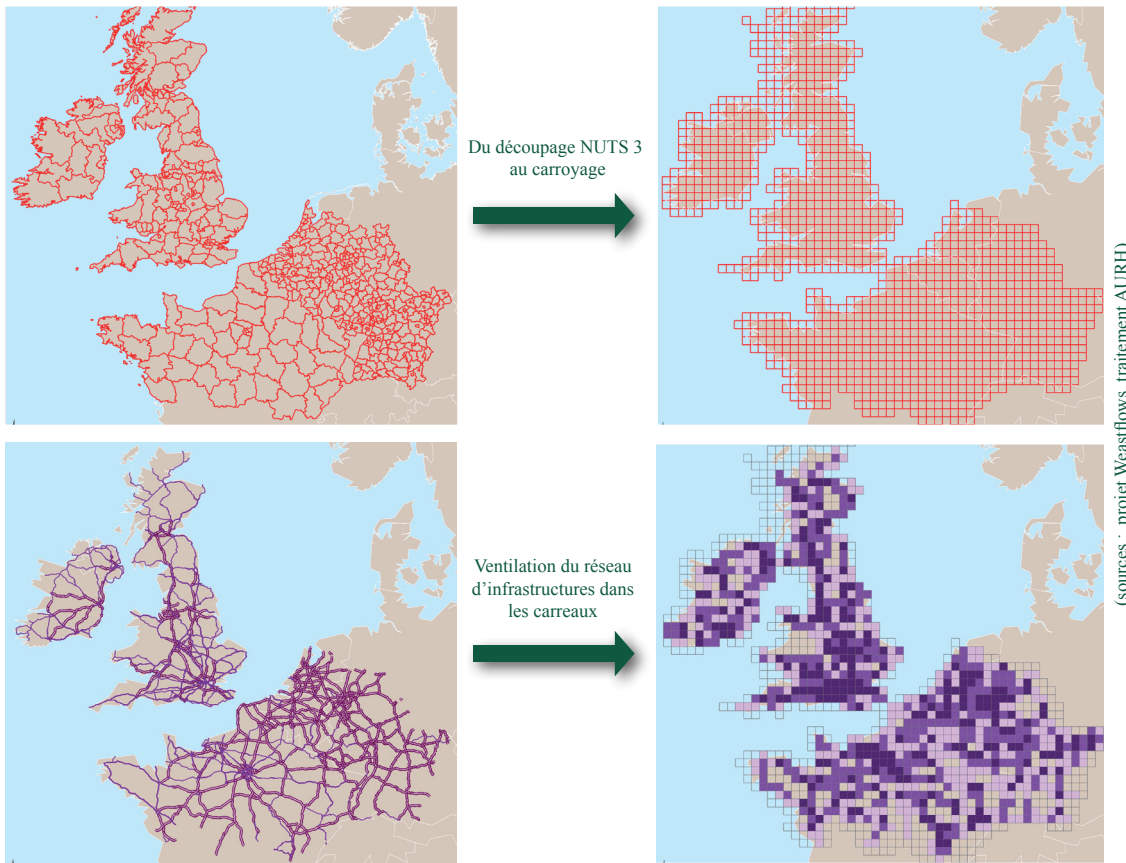 Du découpage NUTS 3
au carroyage
Ventilation du réseau
d’infrastructures dans
les carreaux
(sources : projet Weastflows, traitement AURH)